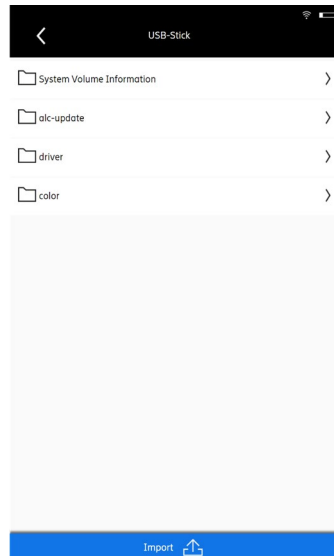 USB-Stick
System Volume Information
alc-update
driver
color
Import